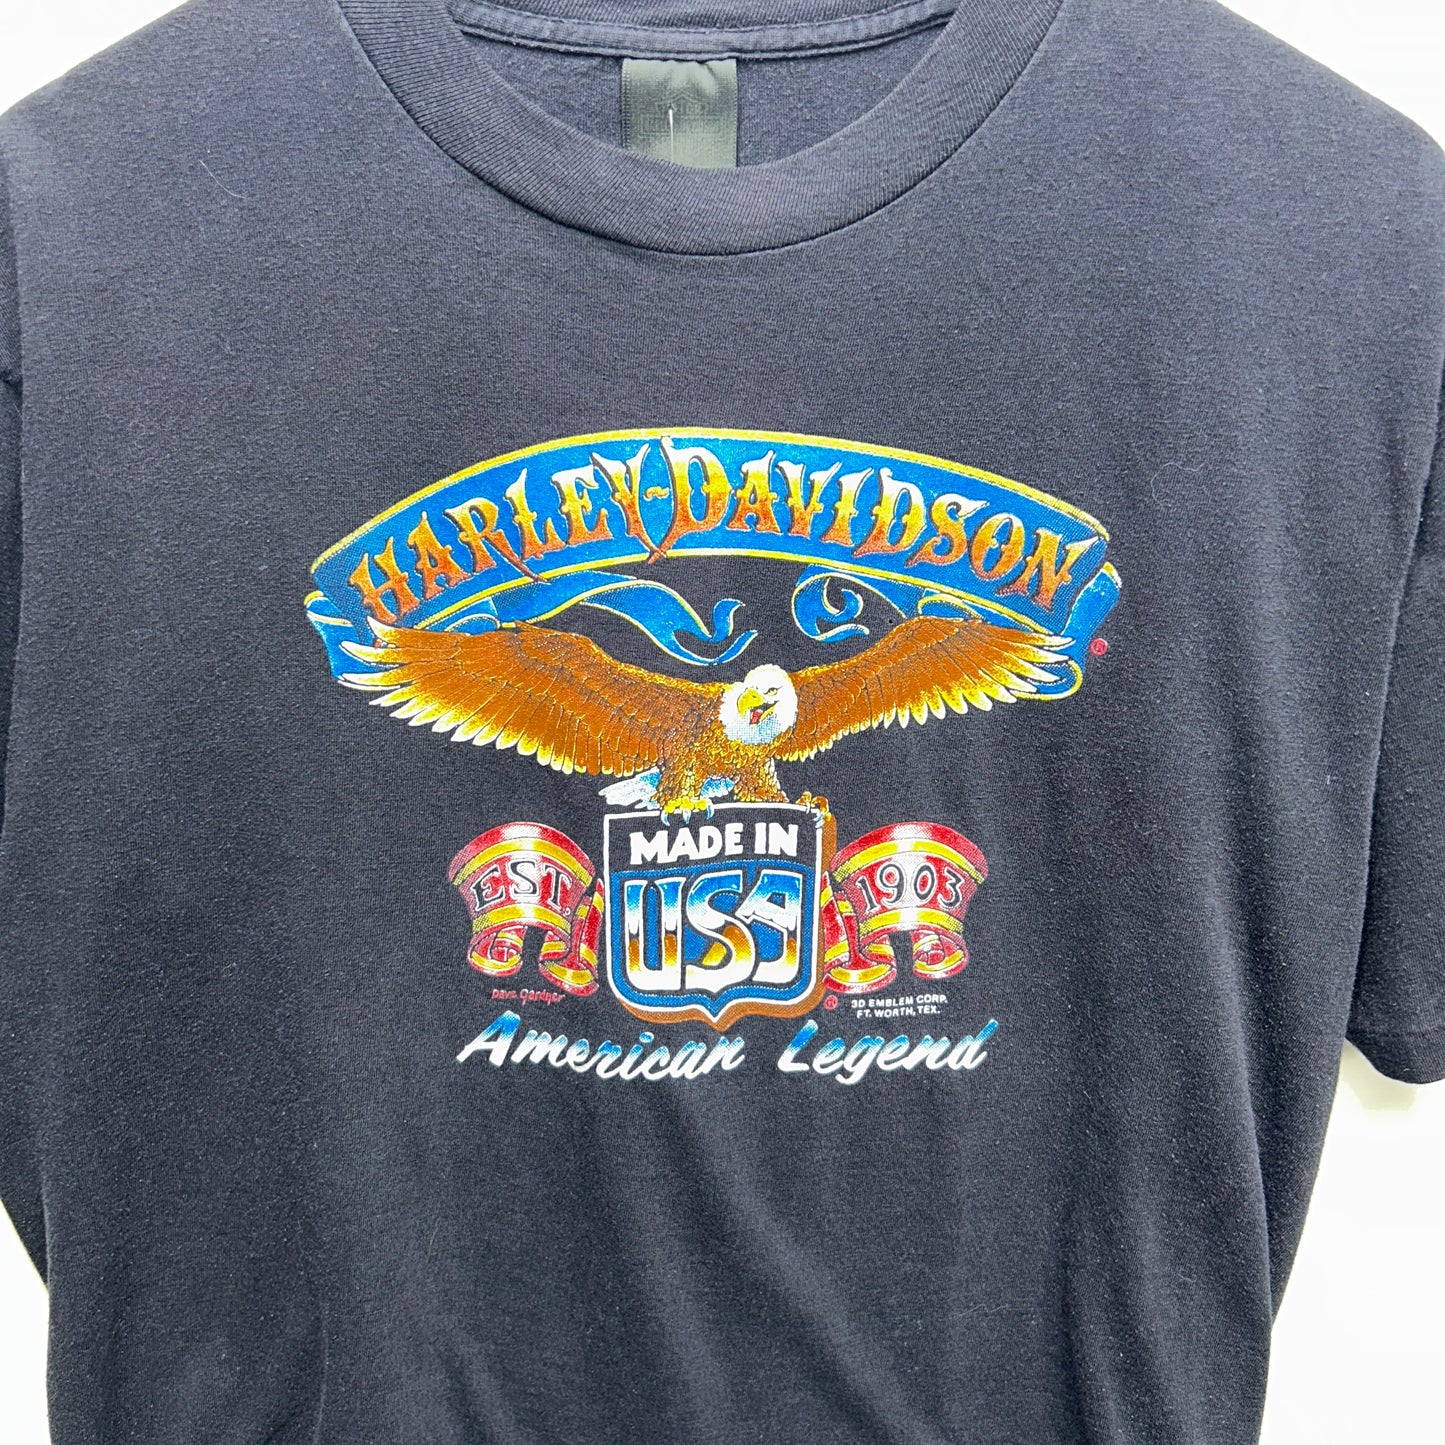 HARLEY-DAVIDSON
®
MADE IN
USA
EST. 1903
Dave Gardner
® 3D EMBLEM CORP.
FT. WORTH, TEX.
American Legend